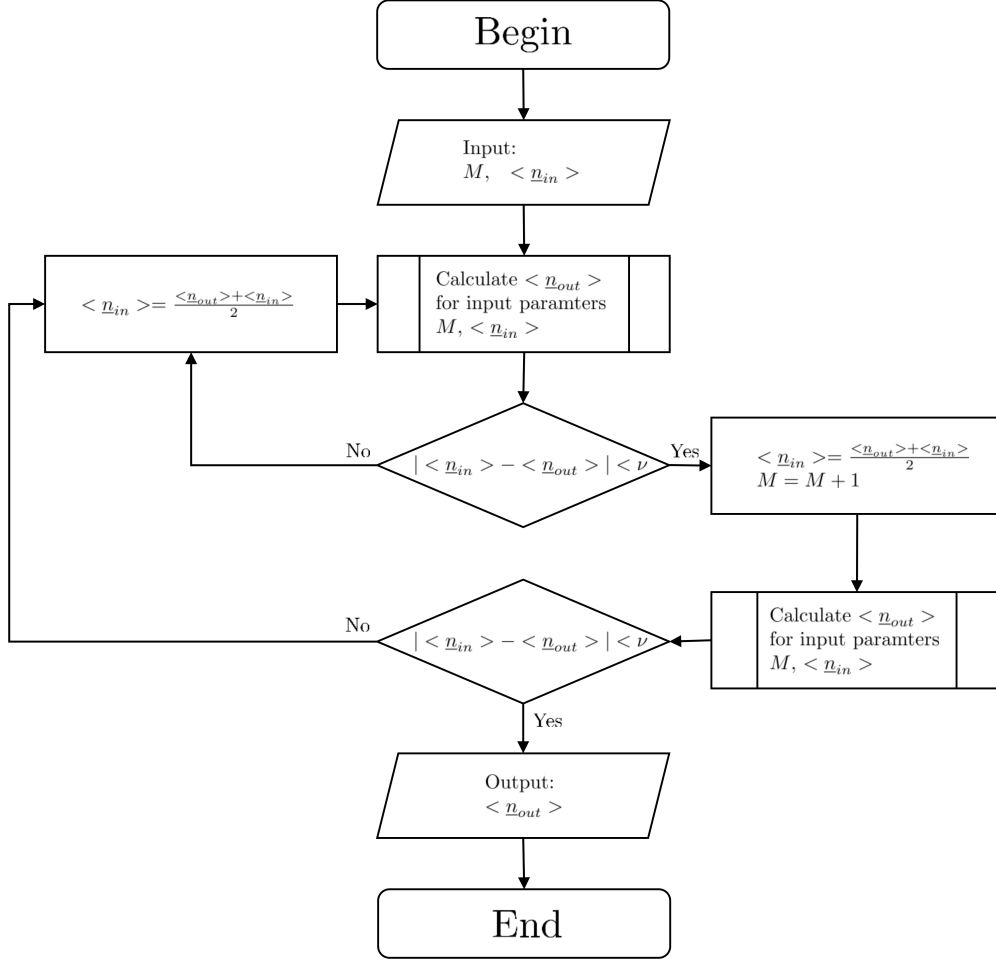 Begin
Input:
M, < n_in >
< n_in >= (< n_out > + < n_in >)/2
Calculate < n_out >
for input paramters
M, < n_in >
No
| < n_in > − < n_out > | < ν
Yes
< n_in >= (< n_out > + < n_in >)/2
M = M + 1
No
| < n_in > − < n_out > | < ν
Calculate < n_out >
for input paramters
M, < n_in >
Yes
Output:
< n_out >
End